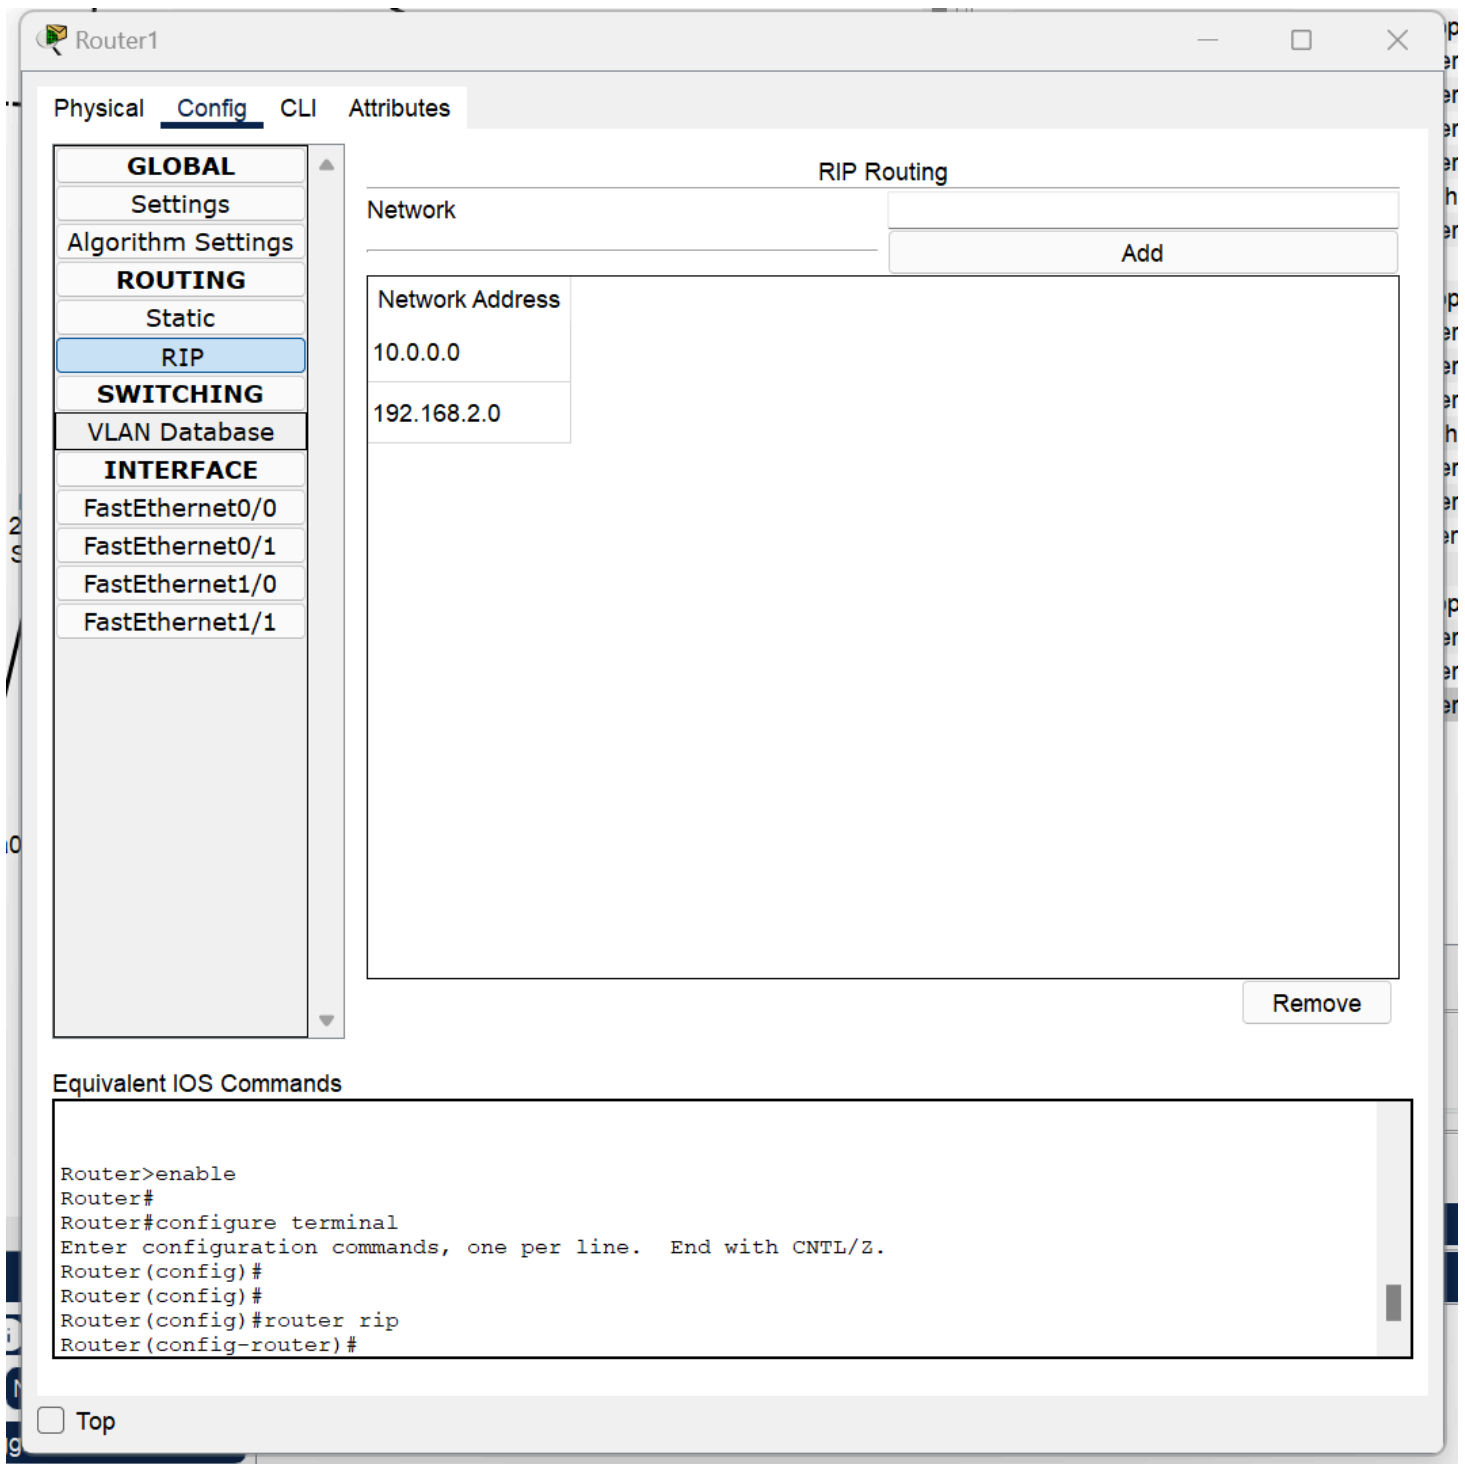 Router1
Physical Config CLI Attributes
GLOBAL
Settings
Algorithm Settings
ROUTING
Static
RIP
SWITCHING
VLAN Database
INTERFACE
FastEthernet0/0
FastEthernet0/1
FastEthernet1/0
FastEthernet1/1
RIP Routing
Network
Add
Network Address
10.0.0.0
192.168.2.0
Remove
Equivalent IOS Commands
Router>enable
Router#
Router#configure terminal
Enter configuration commands, one per line.  End with CNTL/Z.
Router(config)#
Router(config)#
Router(config)#router rip
Router(config-router)#
Top